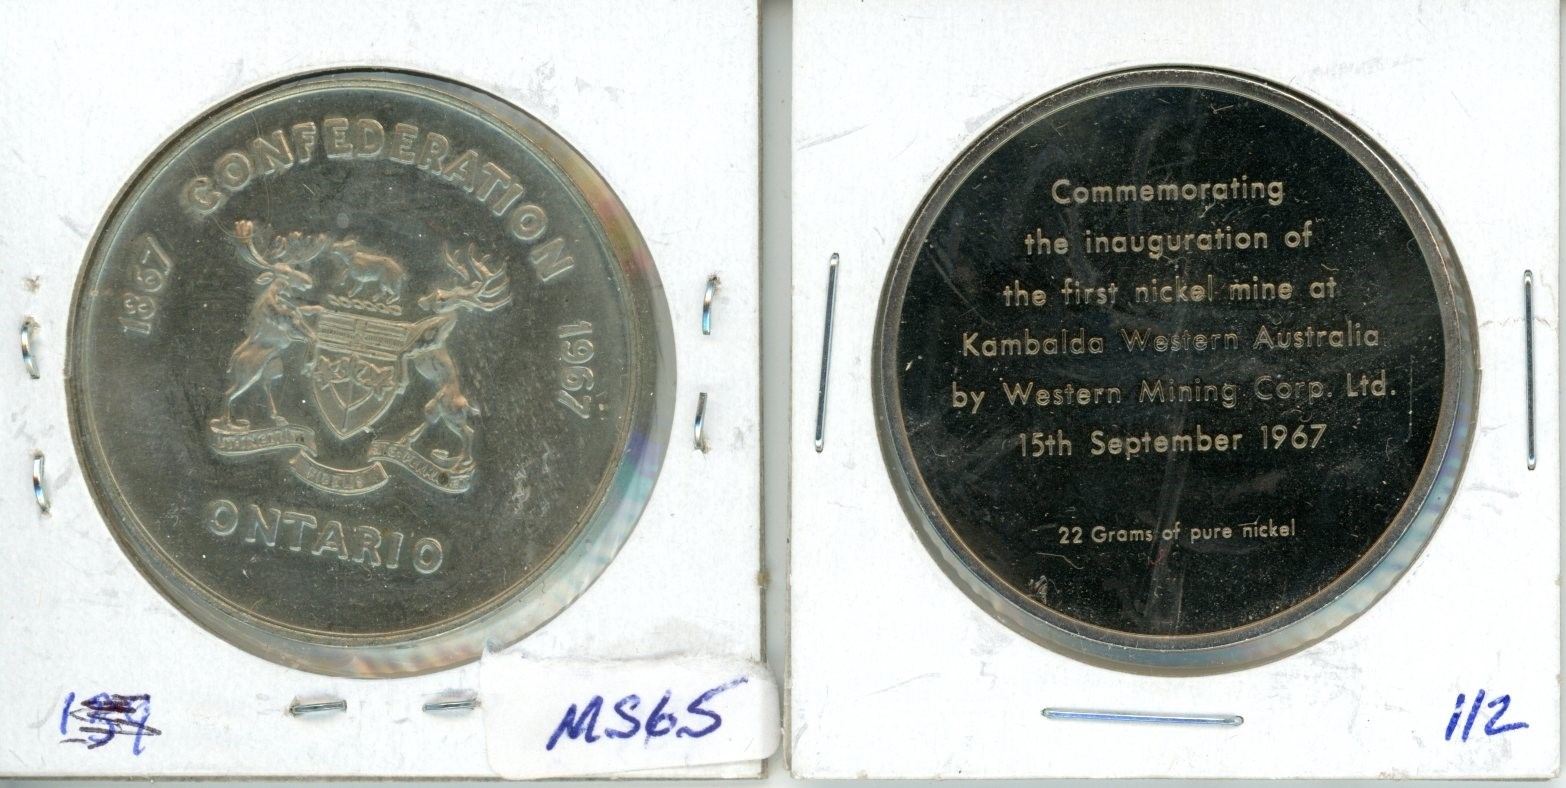 CONFEDERATION
1867
1967
ONTARIO
MS65
Commemorating
the inauguration of
the first nickel mine at
Kambalda Western Australia
by Western Mining Corp. Ltd.
15th September 1967
22 Grams of pure nickel
112